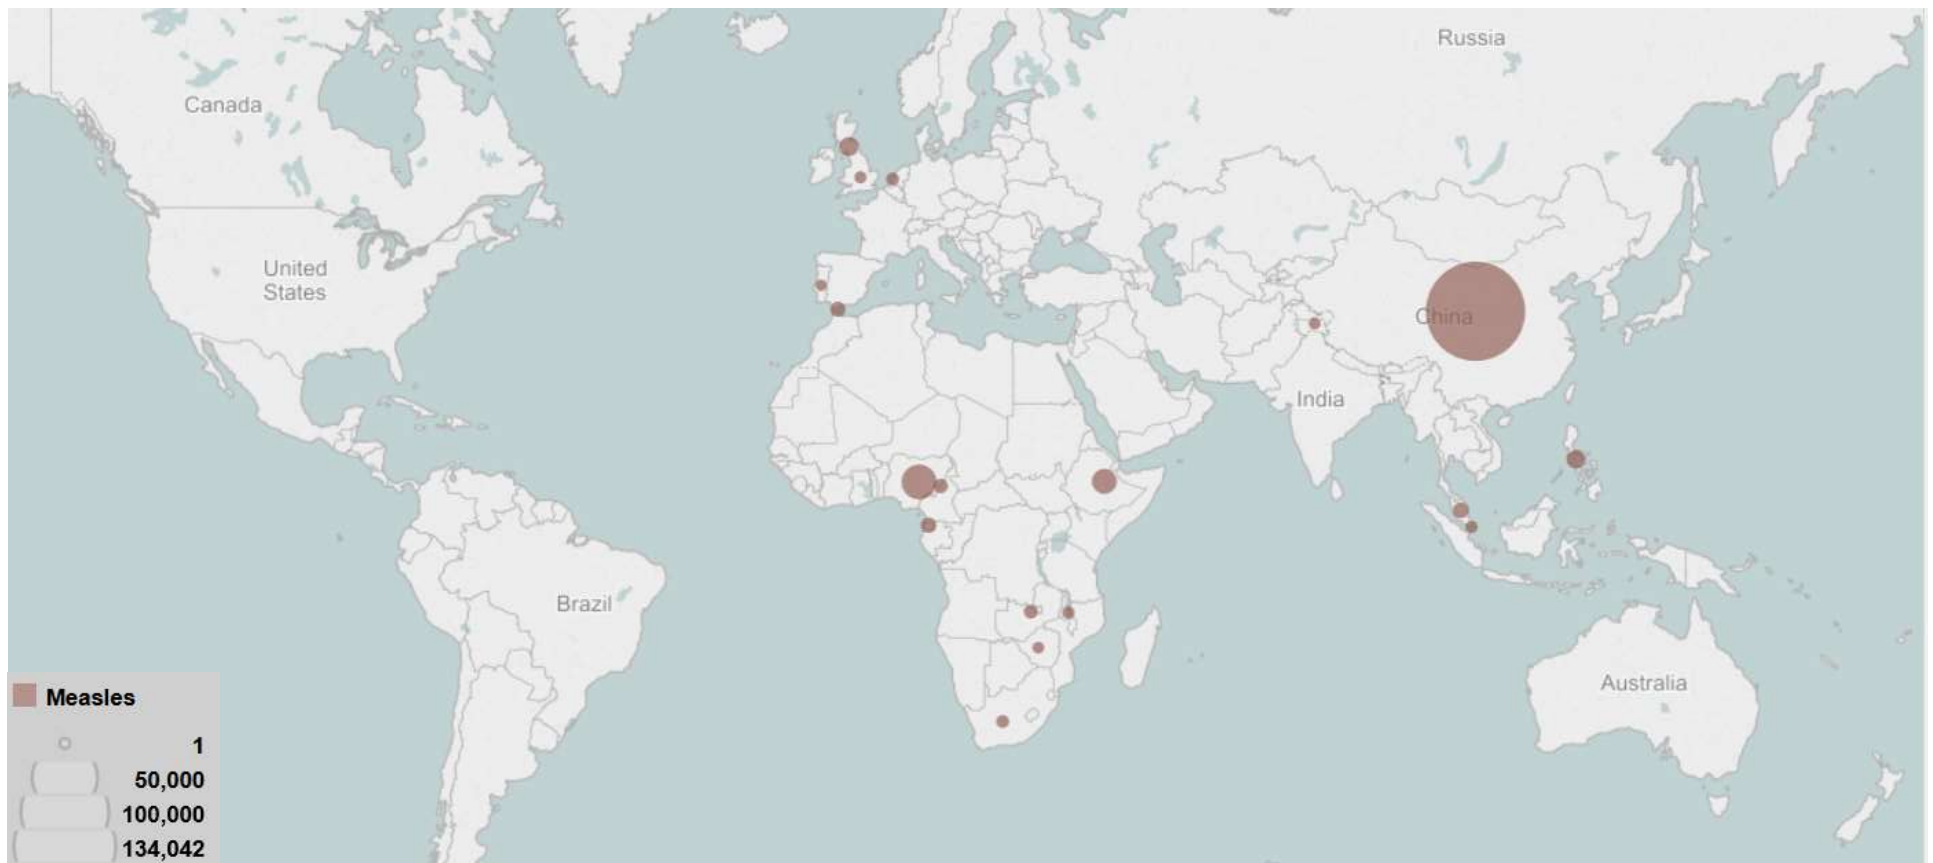 Russia
Canada
United
States
China
India
Brazil
Australia
Measles
1
50,000
100,000
134,042